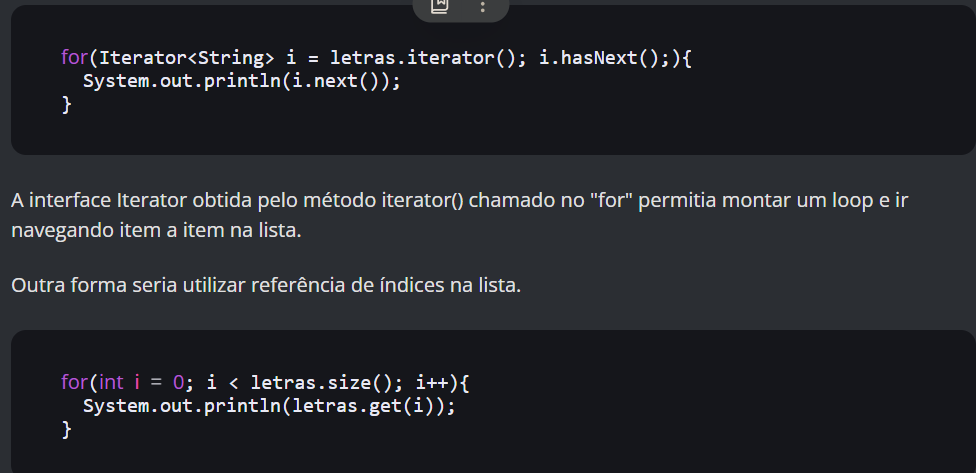 for(Iterator<String> i = letras.iterator(); i.hasNext();){
  System.out.println(i.next());
}
A interface Iterator obtida pelo método iterator() chamado no "for" permitia montar um loop e ir
navegando item a item na lista.
Outra forma seria utilizar referência de índices na lista.
for(int i = 0; i < letras.size(); i++){
  System.out.println(letras.get(i));
}